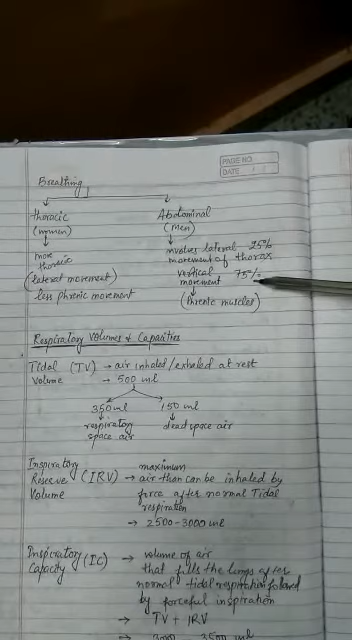 PAGE NO.
DATE
Breathing
Thoracic Abdominal
(women) (Men)
more involves lateral 25%
thoracic movement of thorax
(lateral movement) vertical 75%
less phrenic movement movement
(Phrenic muscles)
Respiratory Volumes & Capacities
Tidal (TV) → air inhaled/exhaled at rest
Volume → 500 ml
350 ml 150 ml
respiratory dead space air
space air
Inspiratory maximum
Reserve (IRV) → air than can be inhaled by
Volume force after normal Tidal
respiration
→ 2500-3000 ml
Inspiratory (IC) → volume of air
Capacity that fills the lungs after
normal tidal respiration followed
by forceful inspiration
→ TV + IRV
→ 3000 3500 ml